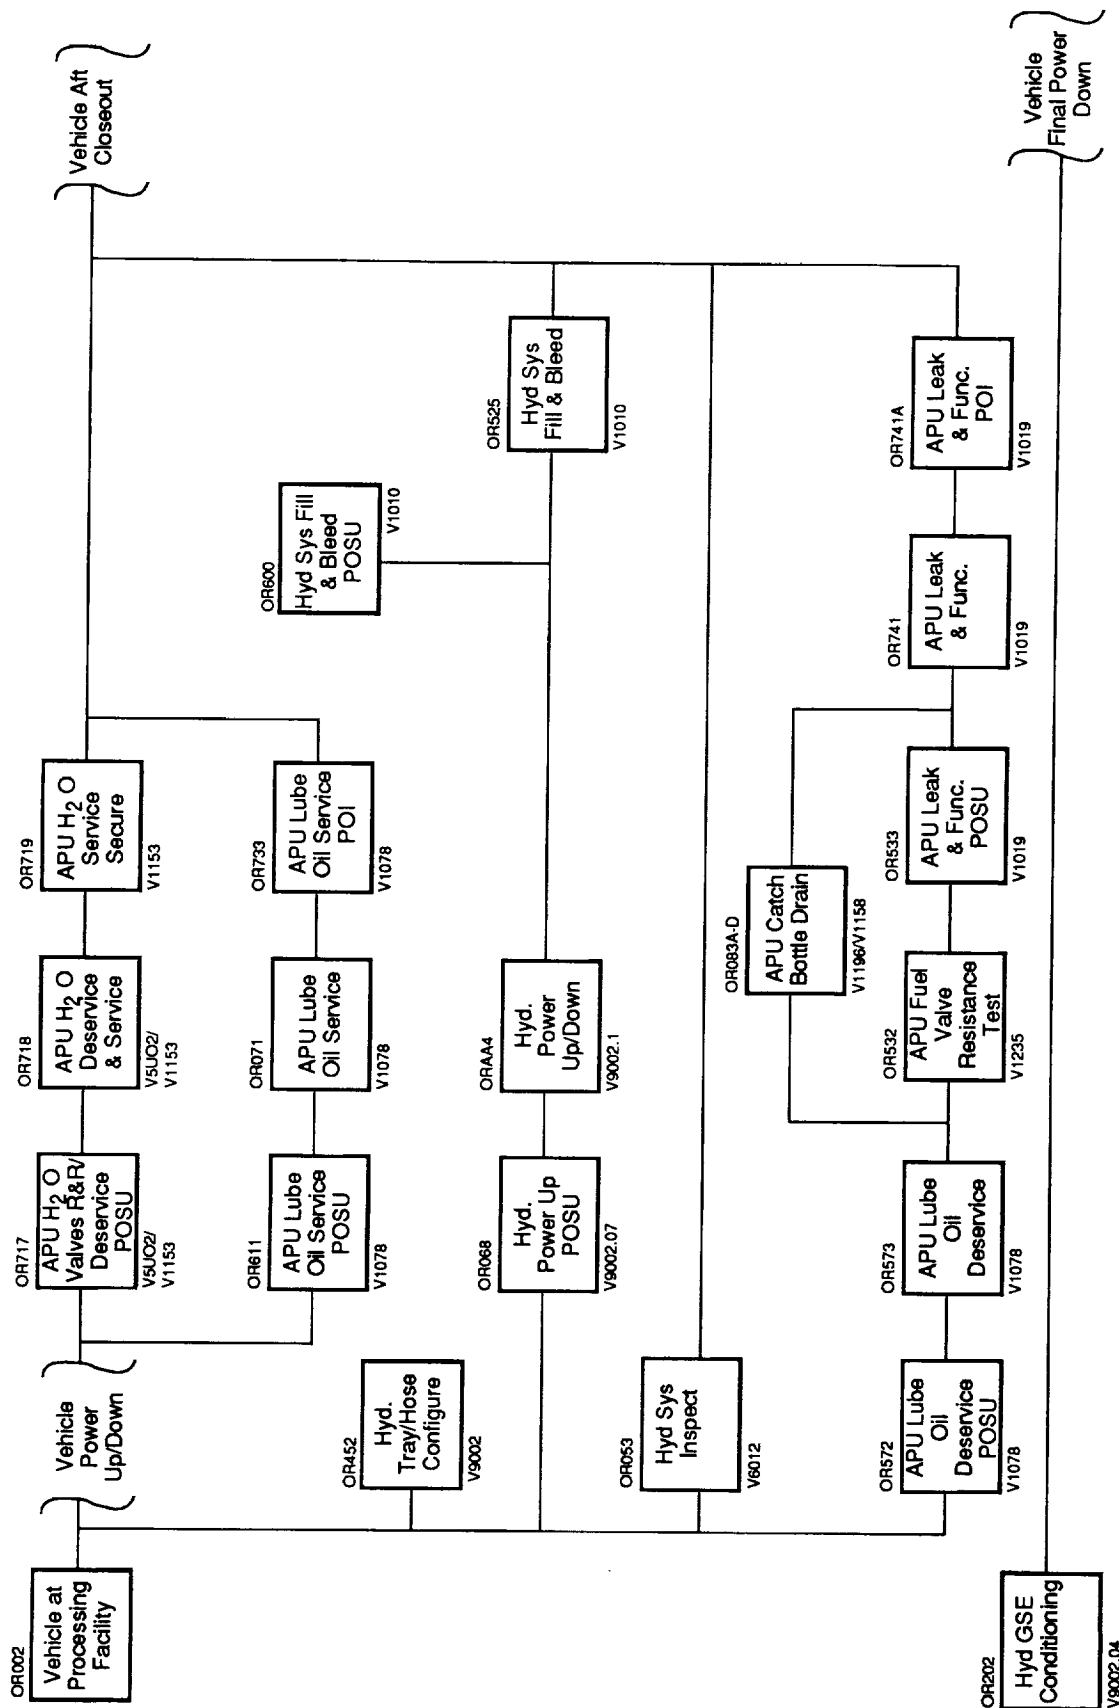 OR002
Vehicle at
Processing
Facility
Vehicle
Power
Up/Down
OR717
APU H2 O
Valves R&R/
Deservice
POSU
V5UO2/
V1153
OR718
APU H2 O
Deservice
& Service
V5UO2/
V1153
OR719
APU H2 O
Service
Secure
V1153
Vehicle Aft
Closeout
OR611
APU Lube
Oil Service
POSU
V1078
OR071
APU Lube
Oil Service
V1078
OR733
APU Lube
Oil Service
POI
V1078
OR452
Hyd.
Tray/Hose
Configure
V9002
OR600
Hyd Sys Fill
& Bleed
POSU
V1010
OR068
Hyd.
Power Up
POSU
V9002.07
ORAA4
Hyd.
Power
Up/Down
V9002.1
OR525
Hyd Sys
Fill & Bleed
V1010
OR053
Hyd Sys
Inspect
V6012
OR083A-D
APU Catch
Bottle Drain
V1196/V1158
OR572
APU Lube
Oil
Deservice
POSU
V1078
OR573
APU Lube
Oil
Deservice
V1078
OR532
APU Fuel
Valve
Resistance
Test
V1235
OR533
APU Leak
& Func.
POSU
V1019
OR741
APU Leak
& Func.
V1019
OR741A
APU Leak
& Func.
POI
V1019
OR202
Hyd GSE
Conditioning
V9002.04
Vehicle
Final Power
Down